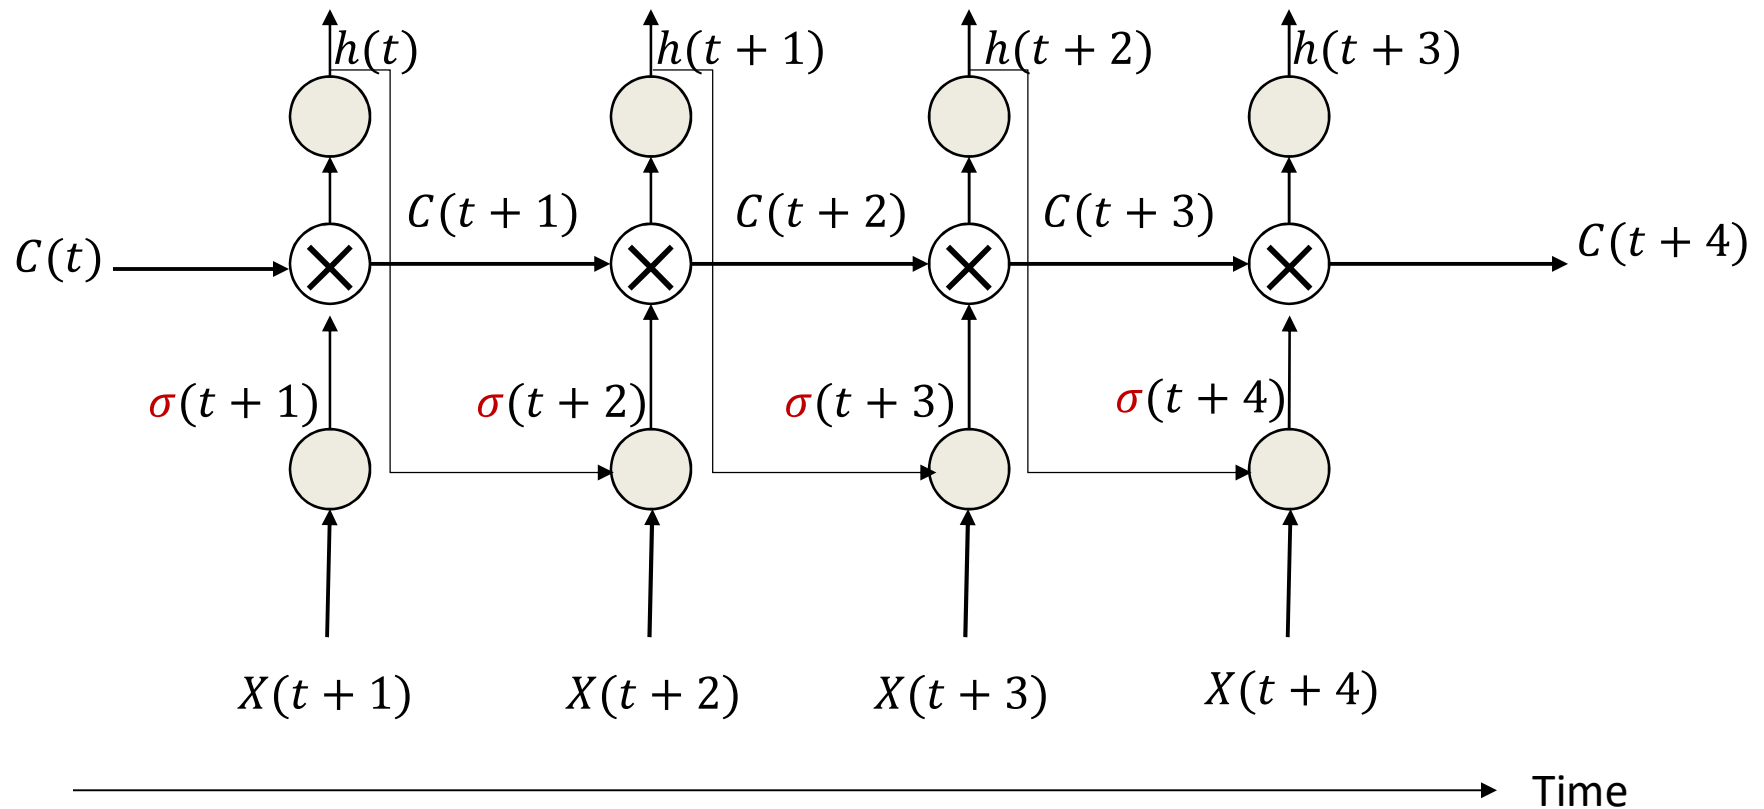 h(t) h(t + 1) h(t + 2) h(t + 3)
C(t) C(t + 1) C(t + 2) C(t + 3) C(t + 4)
σ(t + 1) σ(t + 2) σ(t + 3) σ(t + 4)
X(t + 1) X(t + 2) X(t + 3) X(t + 4)
Time